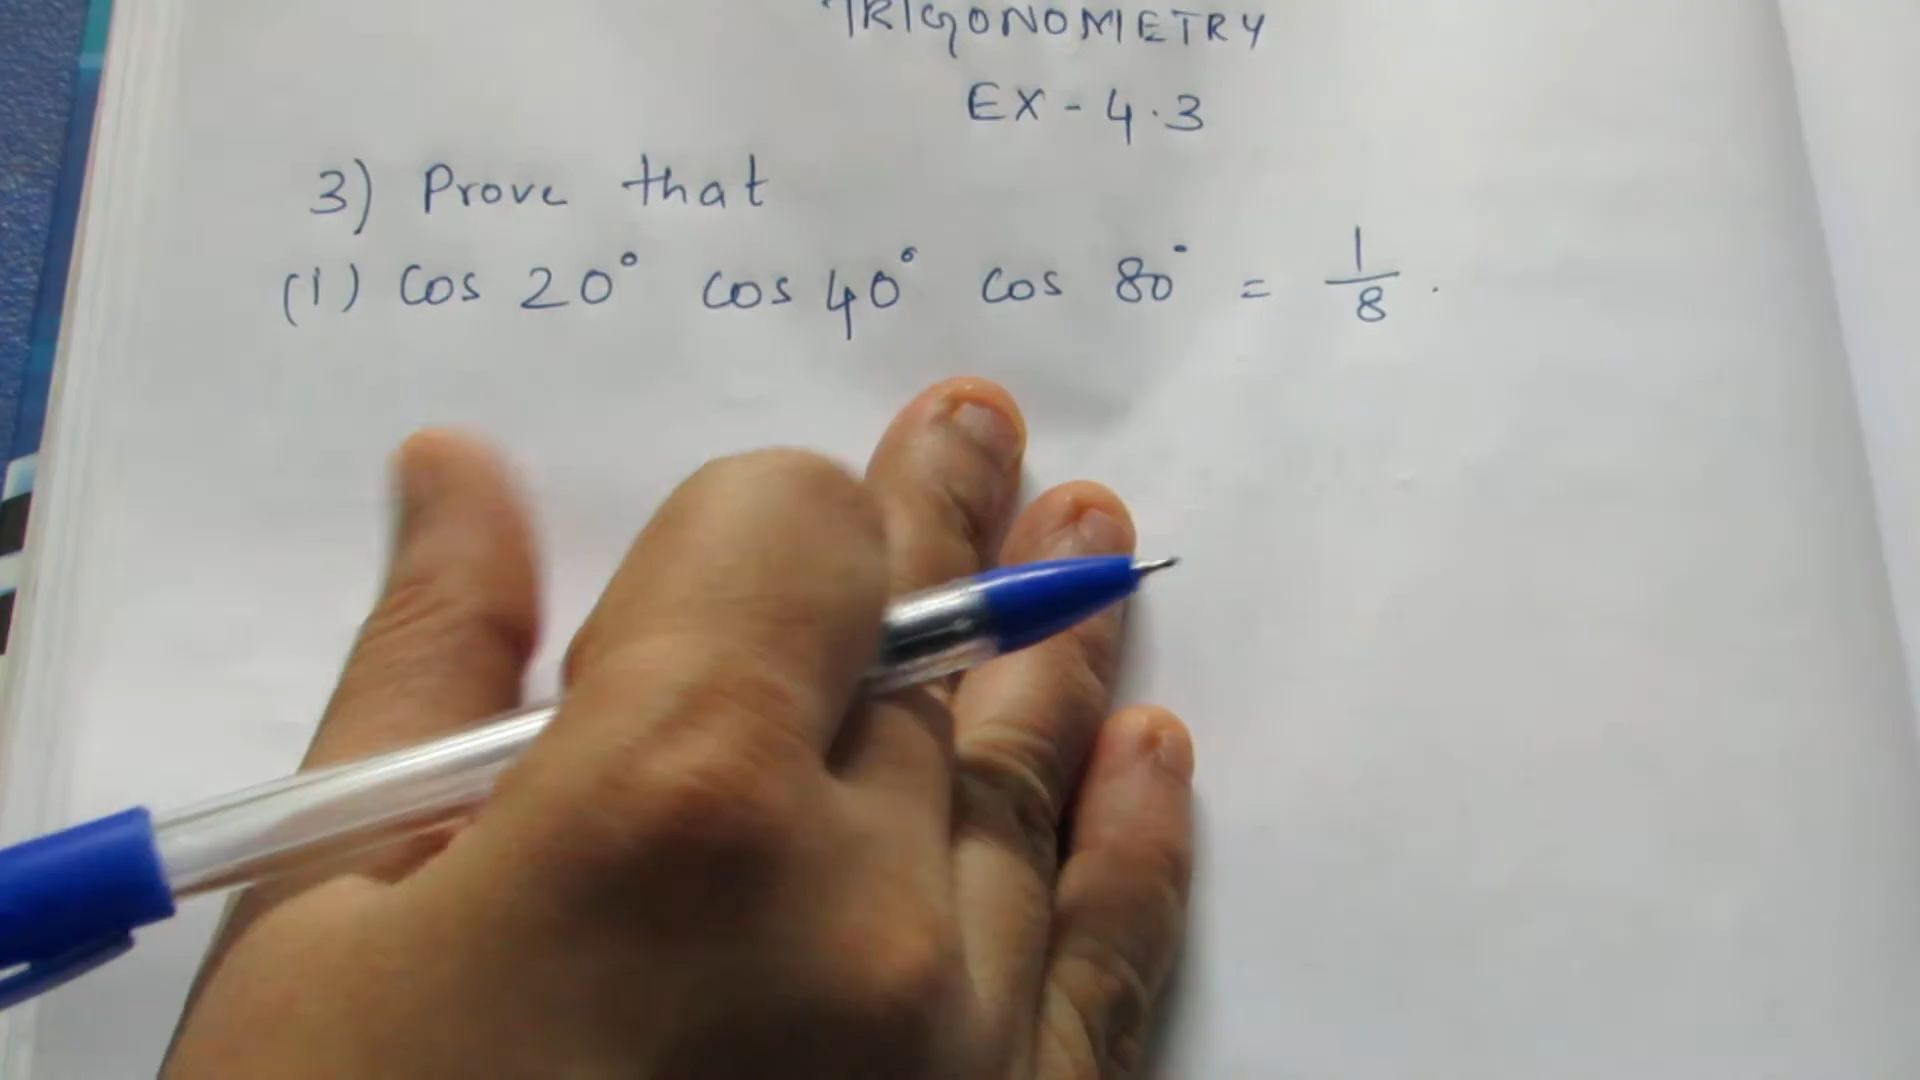 TRIGONOMETRY
EX - 4.3
3) Prove that
(i) cos 20° cos 40° cos 80° = 1/8.